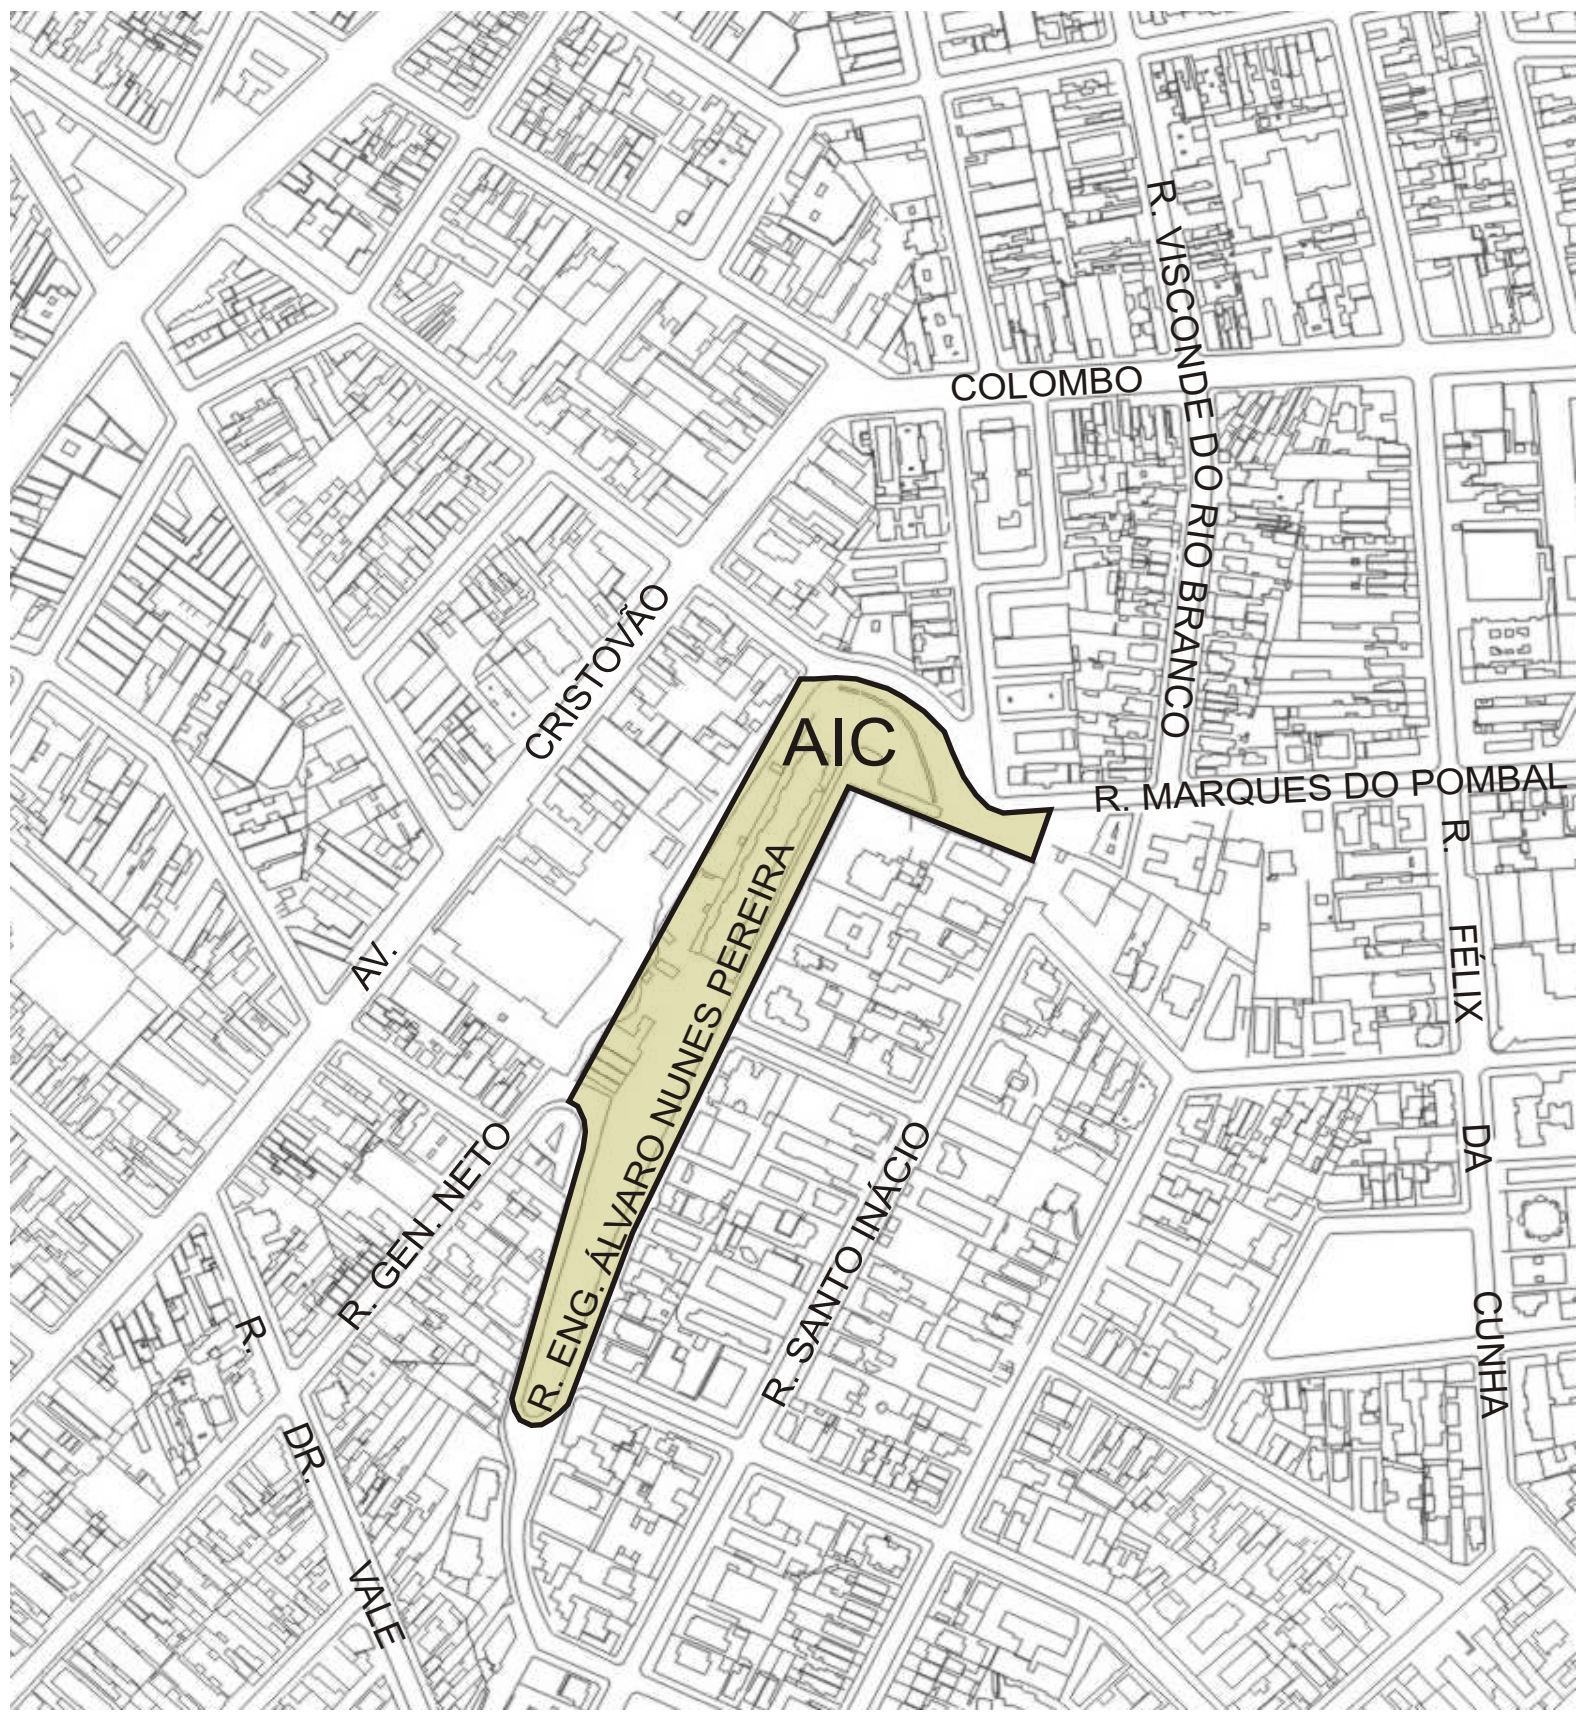 R. VISCONDE DO RIO BRANCO
COLOMBO
CRISTOVÃO
AV.
AIC
R. MARQUES DO POMBAL
R. FÉLIX DA CUNHA
R. ENG. ÁLVARO NUNES PEREIRA
R. GEN. NETO
R. SANTO INÁCIO
R. DR. VALE